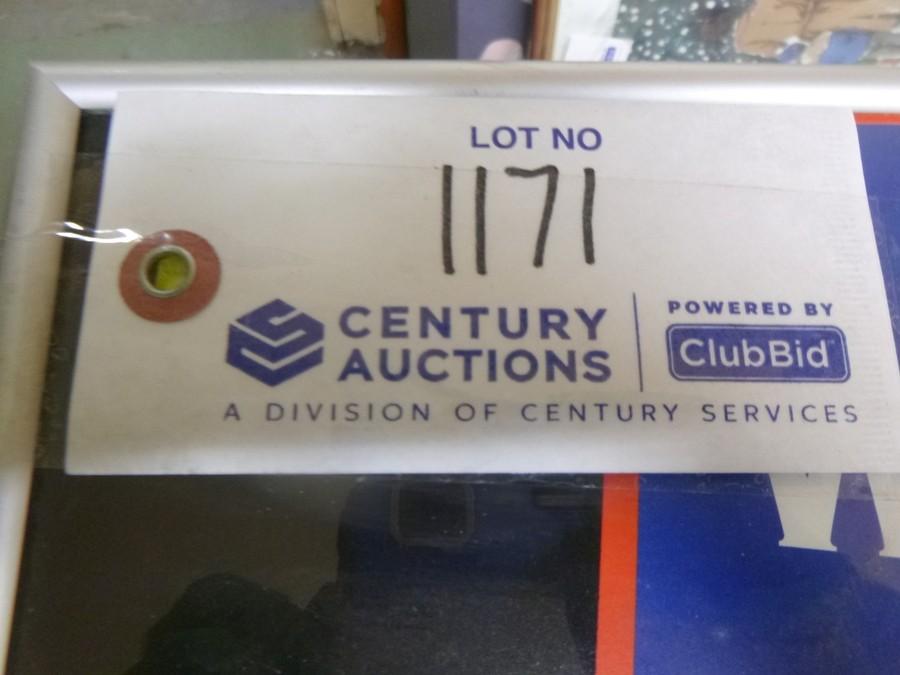 LOT NO
1171
CENTURY
AUCTIONS
POWERED BY
ClubBid
A DIVISION OF CENTURY SERVICES